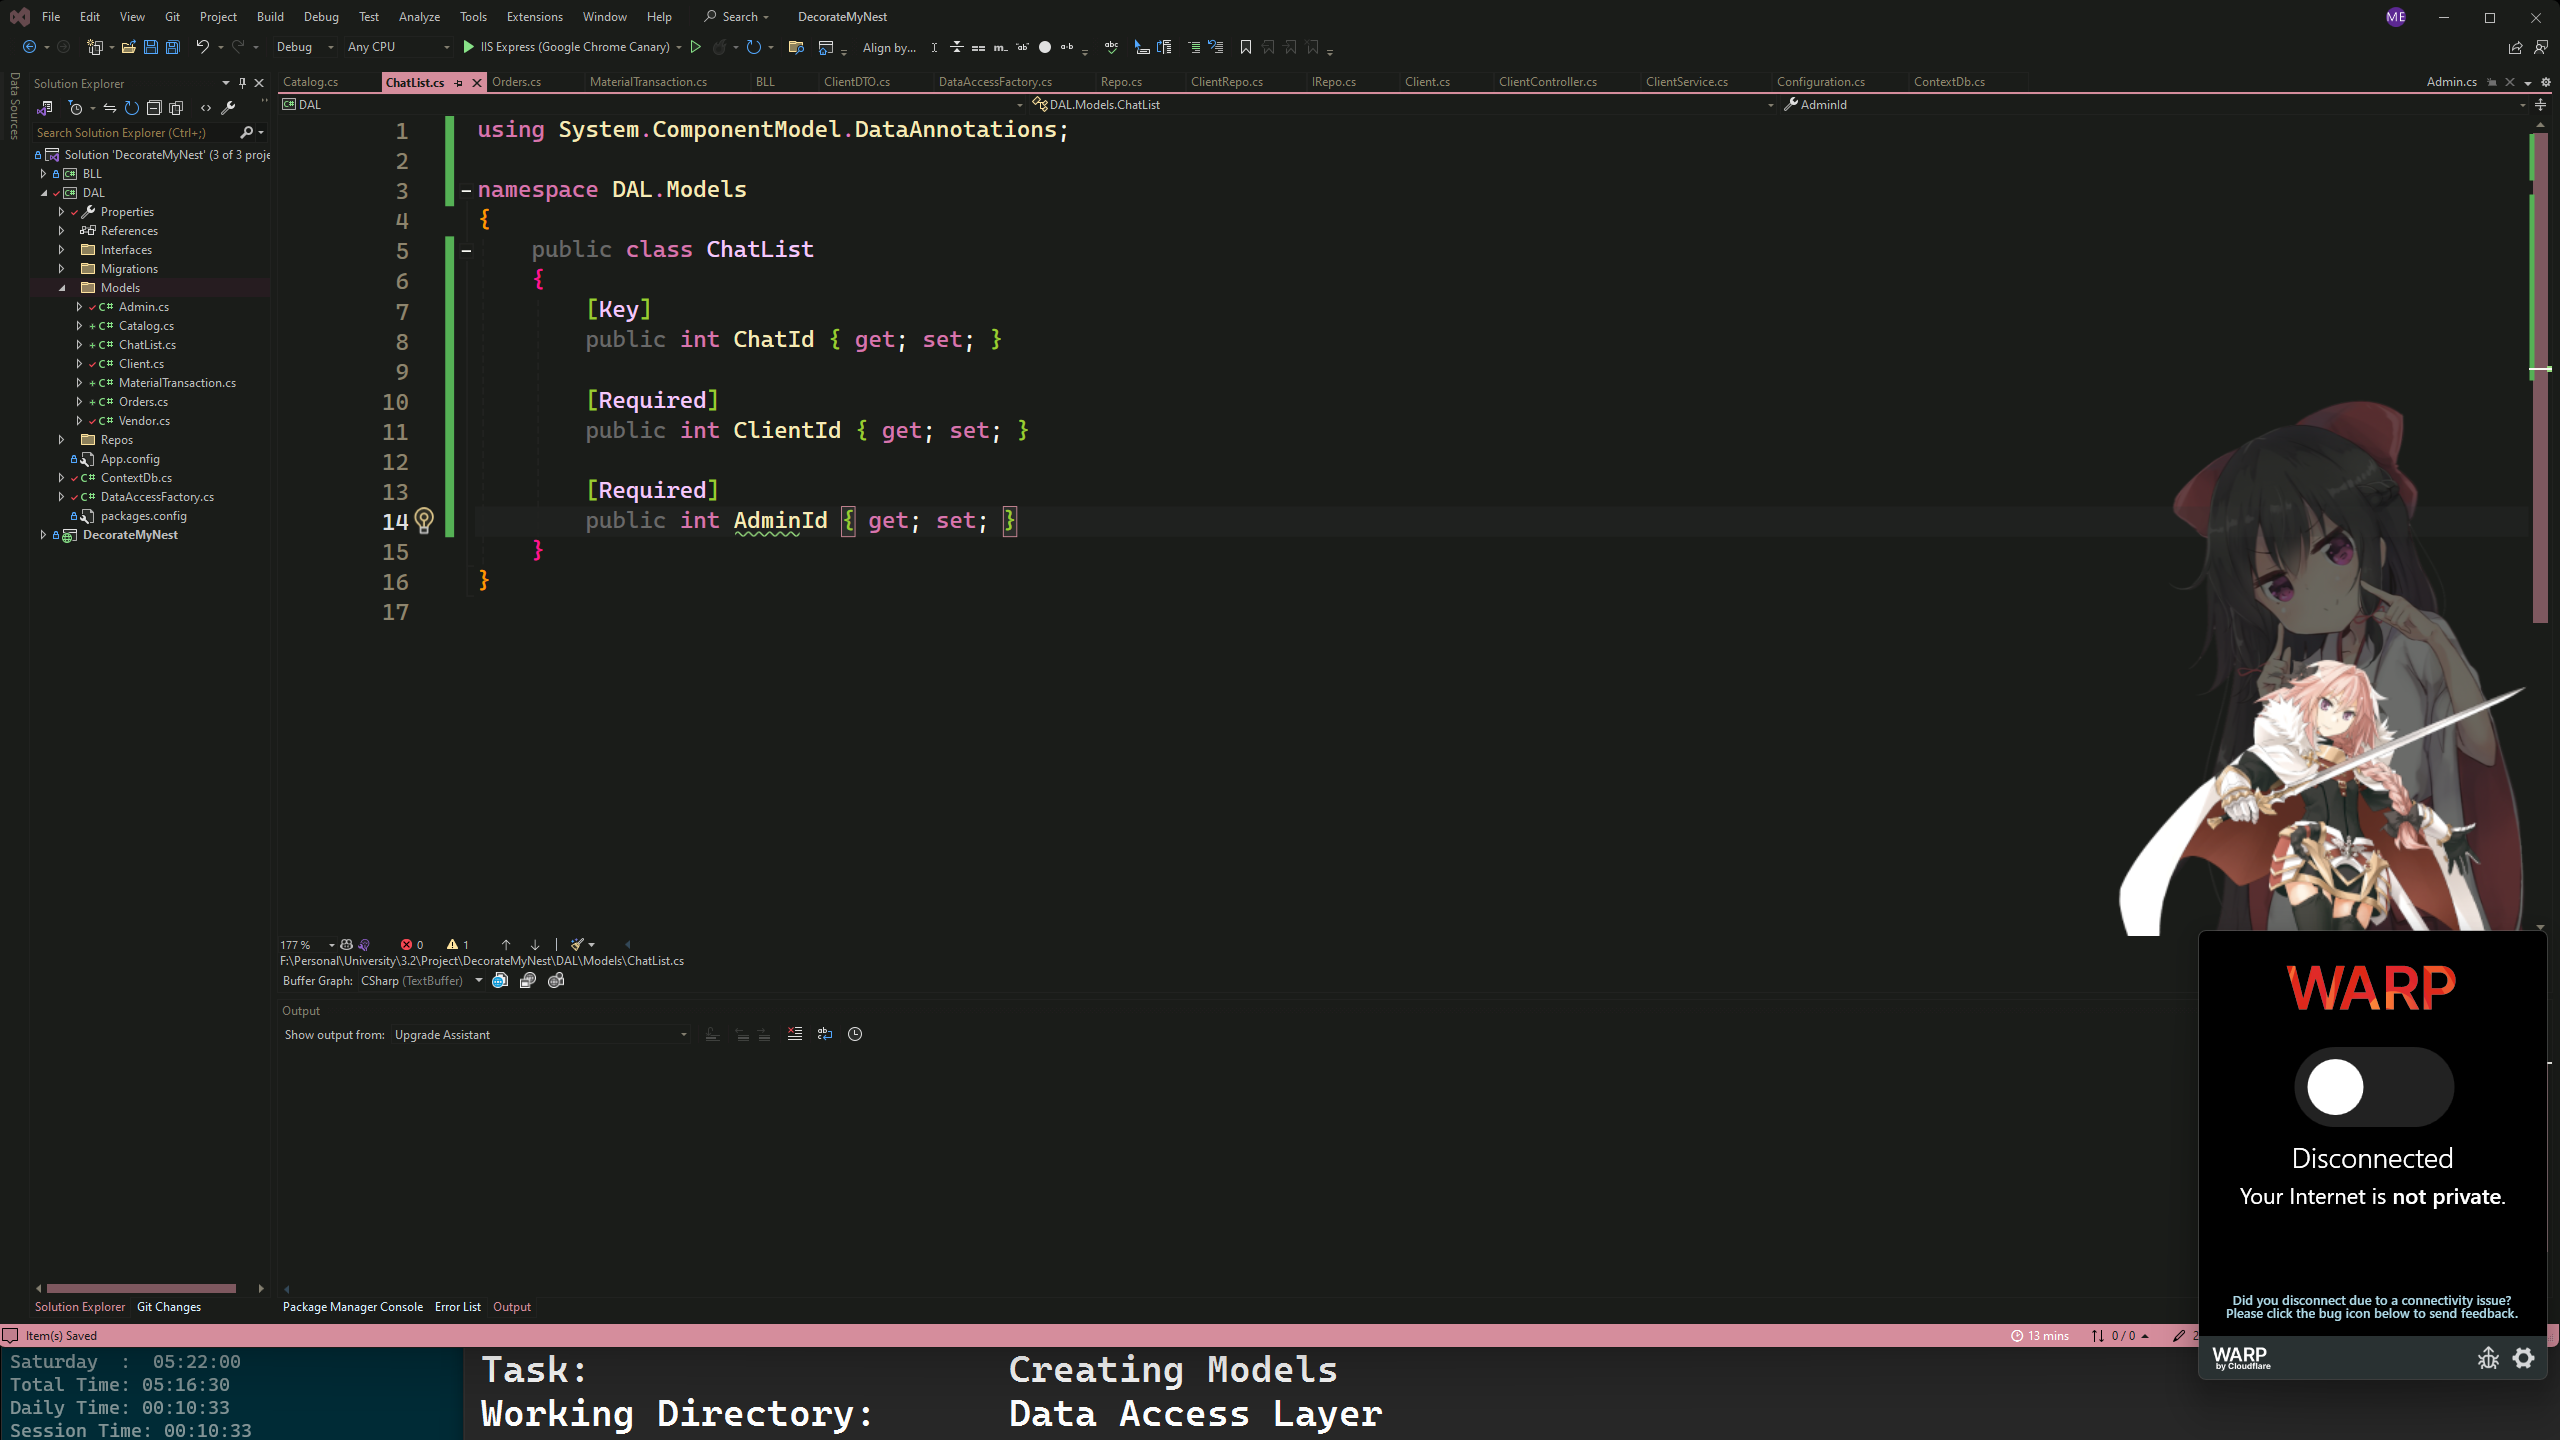 File Edit View Git Project Build Debug Test Analyze Tools Extensions Window Help Search DecorateMyNest ME
Debug Any CPU IIS Express (Google Chrome Canary) Align by...
Data Sources
Solution Explorer
Search Solution Explorer (Ctrl+;)
Solution 'DecorateMyNest' (3 of 3 proje
BLL
DAL
Properties
References
Interfaces
Migrations
Models
C# Admin.cs
C# Catalog.cs
C# ChatList.cs
C# Client.cs
C# MaterialTransaction.cs
C# Orders.cs
C# Vendor.cs
Repos
App.config
C# ContextDb.cs
C# DataAccessFactory.cs
packages.config
DecorateMyNest
Solution Explorer Git Changes
Catalog.cs ChatList.cs Orders.cs MaterialTransaction.cs BLL ClientDTO.cs DataAccessFactory.cs Repo.cs ClientRepo.cs IRepo.cs Client.cs ClientController.cs ClientService.cs Configuration.cs ContextDb.cs Admin.cs
DAL DAL.Models.ChatList AdminId
1 using System.ComponentModel.DataAnnotations;
2
3 namespace DAL.Models
4 {
5 public class ChatList
6 {
7 [Key]
8 public int ChatId { get; set; }
9
10 [Required]
11 public int ClientId { get; set; }
12
13 [Required]
14 public int AdminId { get; set; }
15 }
16 }
17
177 % 0 1
F:\Personal\University\3.2\Project\DecorateMyNest\DAL\Models\ChatList.cs
Buffer Graph: CSharp (TextBuffer)
Output
Show output from: Upgrade Assistant
Package Manager Console Error List Output
Item(s) Saved 13 mins 0 / 0 2
WARP
Disconnected
Your Internet is not private.
Did you disconnect due to a connectivity issue?
Please click the bug icon below to send feedback.
WARP
by Cloudflare
Saturday : 05:22:00
Total Time: 05:16:30
Daily Time: 00:10:33
Session Time: 00:10:33
Task: Creating Models
Working Directory: Data Access Layer